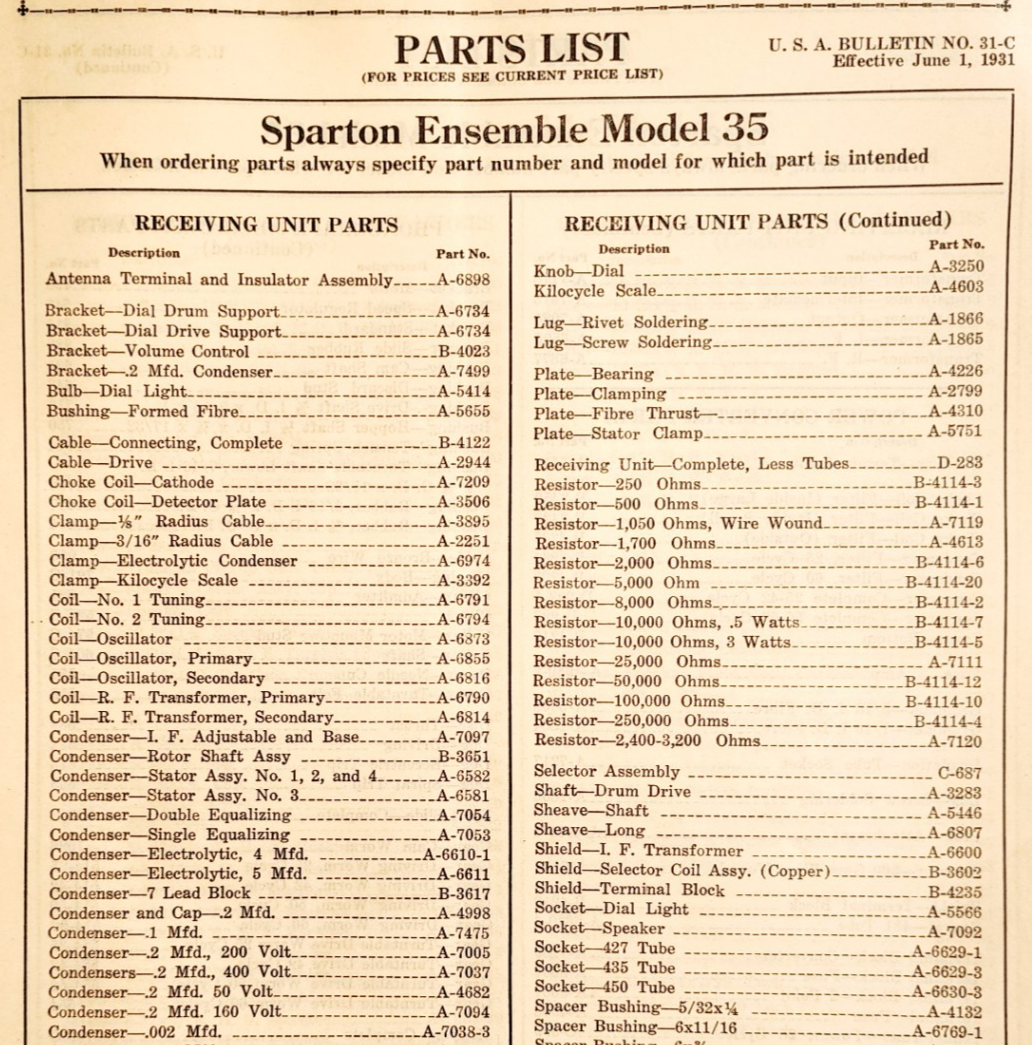 PARTS LIST
(FOR PRICES SEE CURRENT PRICE LIST)
U. S. A. BULLETIN NO. 31-C
Effective June 1, 1931
Sparton Ensemble Model 35
When ordering parts always specify part number and model for which part is intended
RECEIVING UNIT PARTS
Description Part No.
Antenna Terminal and Insulator Assembly A-6898
Bracket—Dial Drum Support A-6734
Bracket—Dial Drive Support A-6734
Bracket—Volume Control B-4023
Bracket—.2 Mfd. Condenser A-7499
Bulb—Dial Light A-5414
Bushing—Formed Fibre A-5655
Cable—Connecting, Complete B-4122
Cable—Drive A-2944
Choke Coil—Cathode A-7209
Choke Coil—Detector Plate A-3506
Clamp—⅛″ Radius Cable A-3895
Clamp—3/16″ Radius Cable A-2251
Clamp—Electrolytic Condenser A-6974
Clamp—Kilocycle Scale A-3392
Coil—No. 1 Tuning A-6791
Coil—No. 2 Tuning A-6794
Coil—Oscillator A-6873
Coil—Oscillator, Primary A-6855
Coil—Oscillator, Secondary A-6816
Coil—R. F. Transformer, Primary A-6790
Coil—R. F. Transformer, Secondary A-6814
Condenser—I. F. Adjustable and Base A-7097
Condenser—Rotor Shaft Assy B-3651
Condenser—Stator Assy. No. 1, 2, and 4 A-6582
Condenser—Stator Assy. No. 3 A-6581
Condenser—Double Equalizing A-7054
Condenser—Single Equalizing A-7053
Condenser—Electrolytic, 4 Mfd. A-6610-1
Condenser—Electrolytic, 5 Mfd. A-6611
Condenser—7 Lead Block B-3617
Condenser and Cap—.2 Mfd. A-4998
Condenser—.1 Mfd. A-7475
Condenser—.2 Mfd., 200 Volt A-7005
Condensers—.2 Mfd., 400 Volt A-7037
Condenser—.2 Mfd. 50 Volt A-4682
Condenser—.2 Mfd. 160 Volt A-7094
Condenser—.002 Mfd. A-7038-3
RECEIVING UNIT PARTS (Continued)
Description Part No.
Knob—Dial A-3250
Kilocycle Scale A-4603
Lug—Rivet Soldering A-1866
Lug—Screw Soldering A-1865
Plate—Bearing A-4226
Plate—Clamping A-2799
Plate—Fibre Thrust A-4310
Plate—Stator Clamp A-5751
Receiving Unit—Complete, Less Tubes D-283
Resistor—250 Ohms B-4114-3
Resistor—500 Ohms B-4114-1
Resistor—1,050 Ohms, Wire Wound A-7119
Resistor—1,700 Ohms A-4613
Resistor—2,000 Ohms B-4114-6
Resistor—5,000 Ohm B-4114-20
Resistor—8,000 Ohms B-4114-2
Resistor—10,000 Ohms, .5 Watts B-4114-7
Resistor—10,000 Ohms, 3 Watts B-4114-5
Resistor—25,000 Ohms A-7111
Resistor—50,000 Ohms B-4114-12
Resistor—100,000 Ohms B-4114-10
Resistor—250,000 Ohms B-4114-4
Resistor—2,400-3,200 Ohms A-7120
Selector Assembly C-687
Shaft—Drum Drive A-3283
Sheave—Shaft A-5446
Sheave—Long A-6807
Shield—I. F. Transformer A-6600
Shield—Selector Coil Assy. (Copper) B-3602
Shield—Terminal Block B-4235
Socket—Dial Light A-5566
Socket—Speaker A-7092
Socket—427 Tube A-6629-1
Socket—435 Tube A-6629-3
Socket—450 Tube A-6630-3
Spacer Bushing—5/32x¼ A-4132
Spacer Bushing—6x11/16 A-6769-1